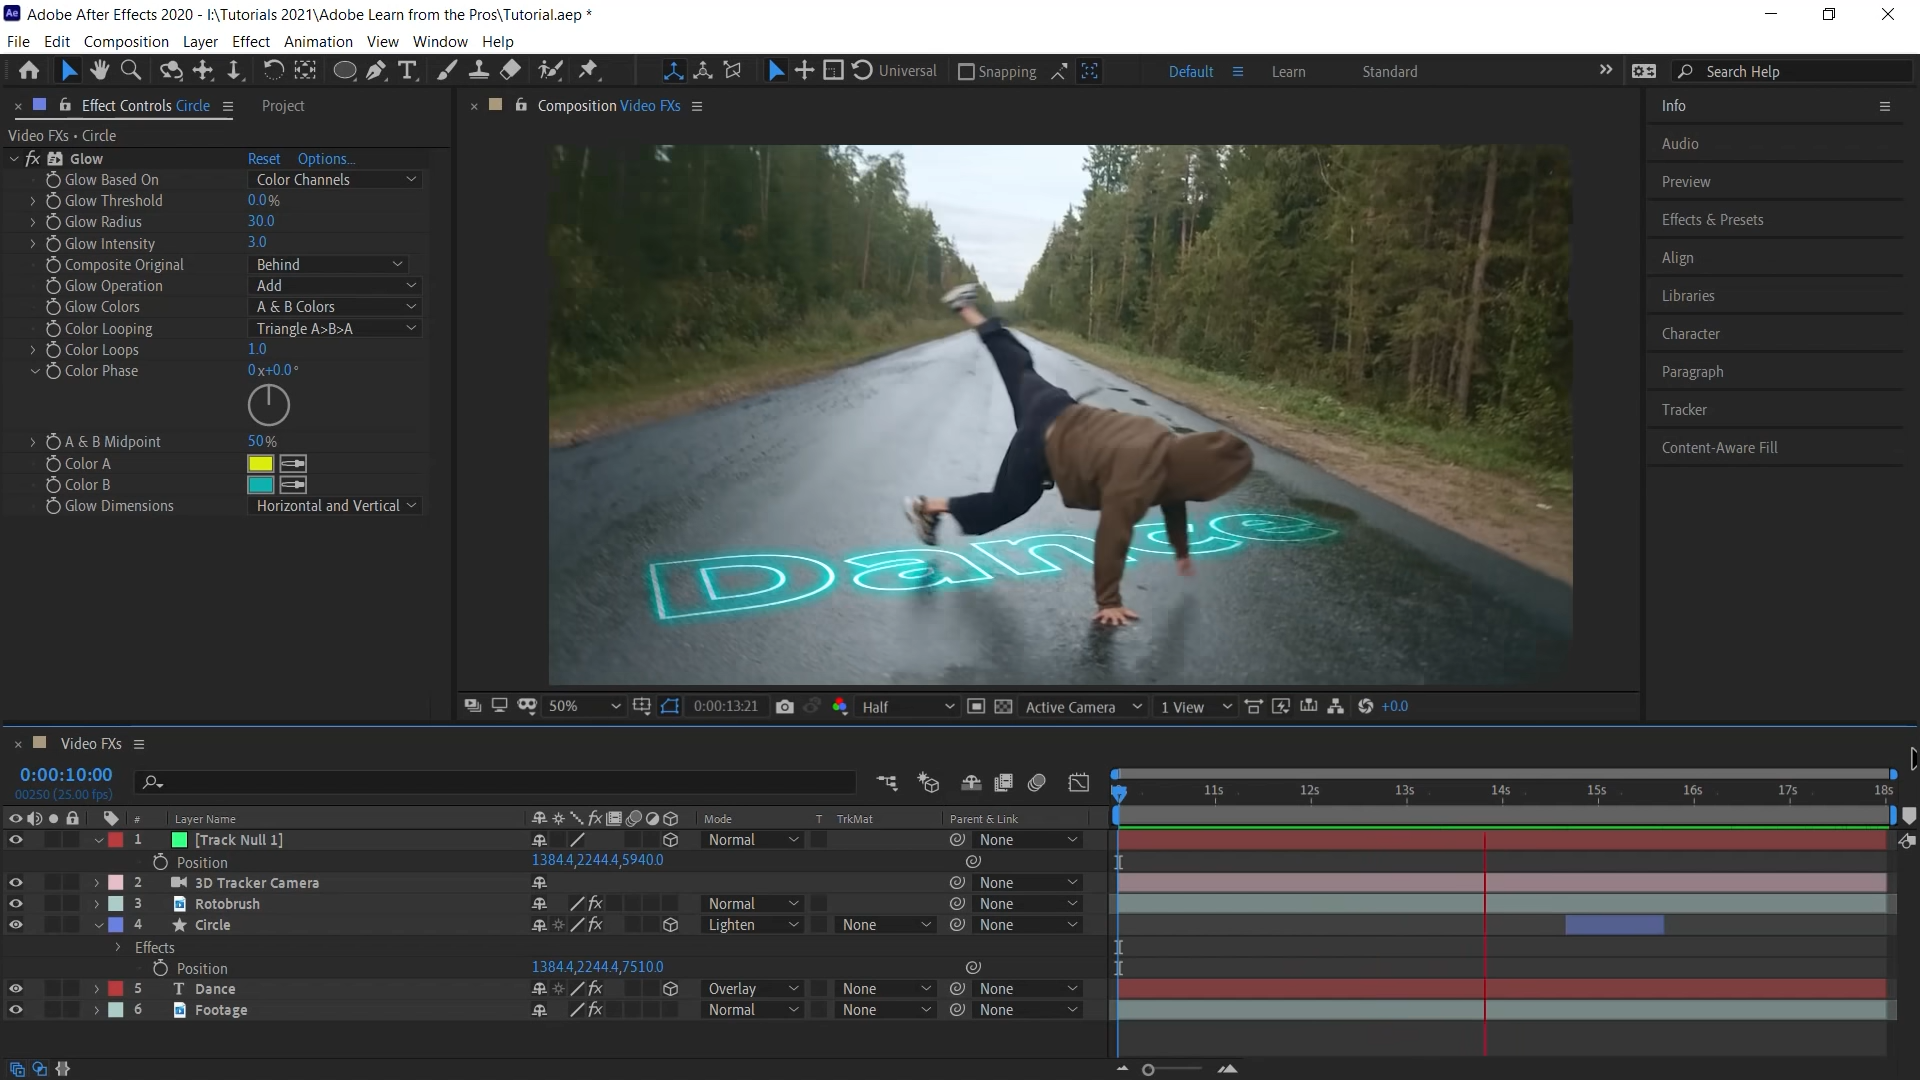 Ae Adobe After Effects 2020 - I:\Tutorials 2021\Adobe Learn from the Pros\Tutorial.aep *
File Edit Composition Layer Effect Animation View Window Help
Universal Snapping Default Learn Standard Search Help
Effect Controls Circle Project
Composition Video FXs
Info
Video FXs • Circle
Audio
Preview
Effects & Presets
Align
Libraries
Character
Paragraph
Tracker
Content-Aware Fill
fx Glow Reset Options...
Glow Based On Color Channels
Glow Threshold 0.0%
Glow Radius 30.0
Glow Intensity 3.0
Composite Original Behind
Glow Operation Add
Glow Colors A & B Colors
Color Looping Triangle A>B>A
Color Loops 1.0
Color Phase 0x+0.0°
A & B Midpoint 50%
Color A
Color B
Glow Dimensions Horizontal and Vertical
Dance
50% 0:00:13:21 Half Active Camera 1 View +0.0
Video FXs
0:00:10:00
00250 (25.00 fps)
11s 12s 13s 14s 15s 16s 17s 18s
# Layer Name fx Mode T TrkMat Parent & Link
1 [Track Null 1] Normal None
Position 1384.4,2244.4,5940.0
2 3D Tracker Camera None
3 Rotobrush fx Normal None
4 Circle fx Lighten None None
Effects
Position 1384.4,2244.4,7510.0
5 T Dance fx Overlay None None
6 Footage fx Normal None None